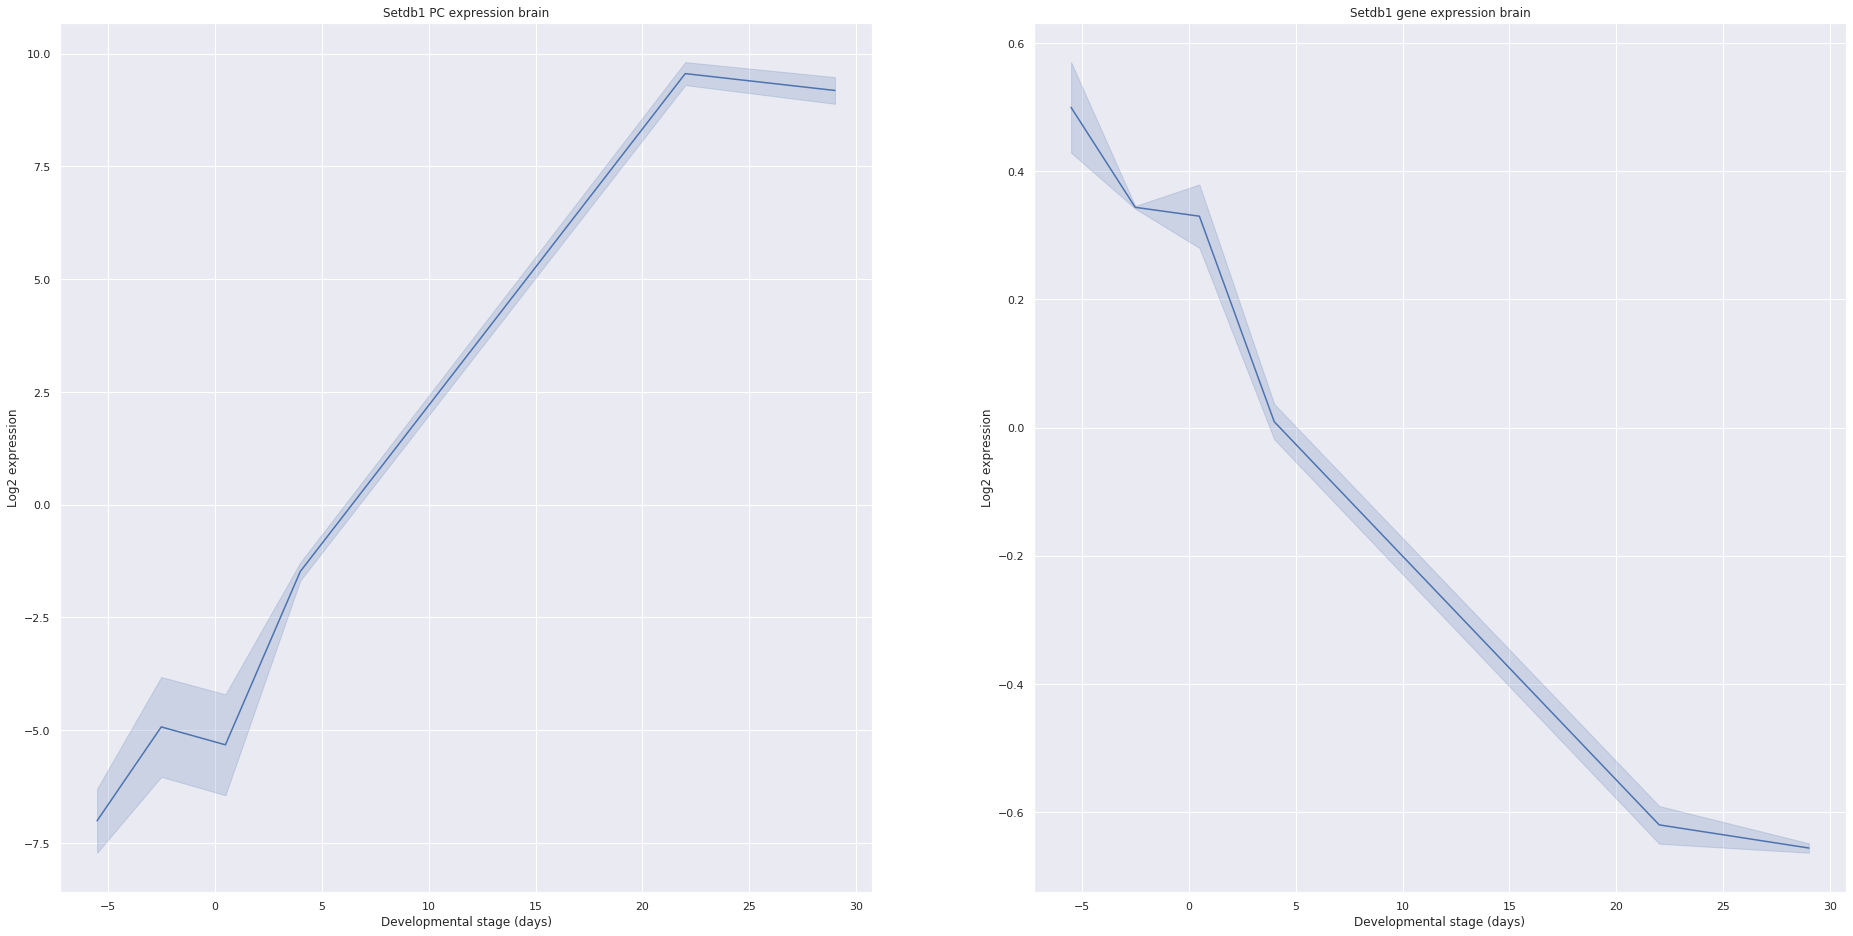 Setdb1 PC expression brain
10.0
7.5
5.0
2.5
0.0
−2.5
−5.0
−7.5
Log2 expression
−5 0 5 10 15 20 25 30
Developmental stage (days)
Setdb1 gene expression brain
0.6
0.4
0.2
0.0
−0.2
−0.4
−0.6
Log2 expression
−5 0 5 10 15 20 25 30
Developmental stage (days)